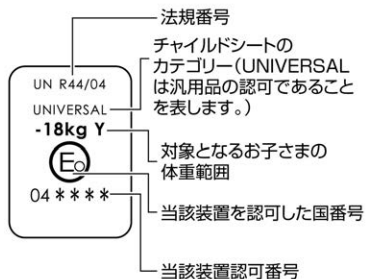 法規番号
チャイルドシートの
カテゴリー（UNIVERSAL
は汎用品の認可であること
を表します。）
UN R44/04
UNIVERSAL
-18kg Y
E
04＊＊＊＊
対象となるお子さまの
体重範囲
当該装置を認可した国番号
当該装置認可番号